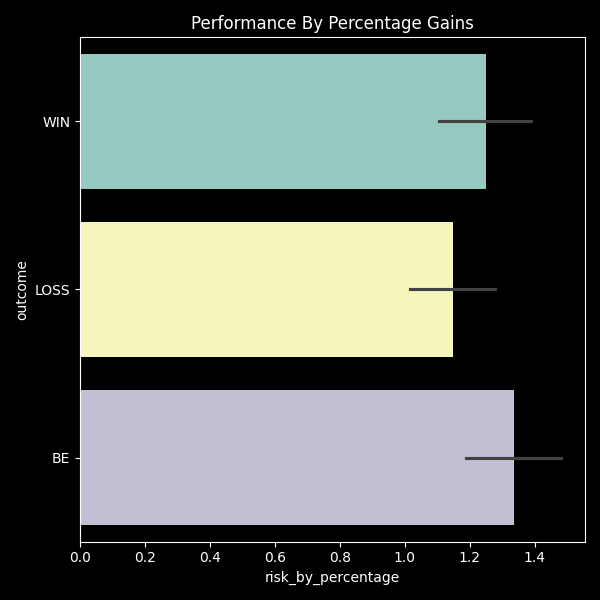 Performance By Percentage Gains
WIN
LOSS
BE
outcome
0.0 0.2 0.4 0.6 0.8 1.0 1.2 1.4
risk_by_percentage